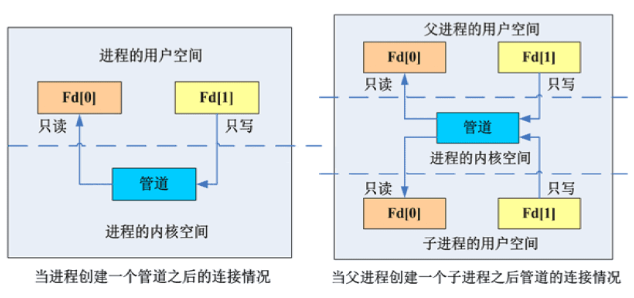 进程的用户空间
Fd[0]
Fd[1]
只读
只写
管道
进程的内核空间
当进程创建一个管道之后的连接情况
父进程的用户空间
Fd[0]
Fd[1]
只读
只写
管道
进程的内核空间
只读
只写
Fd[0]
Fd[1]
子进程的用户空间
当父进程创建一个子进程之后管道的连接情况